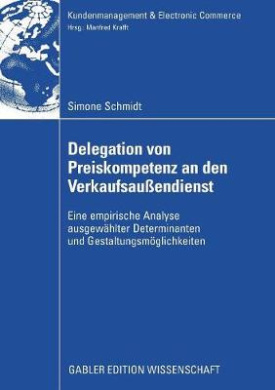 Kundenmanagement & Electronic Commerce
Hrsg. Manfred Krafft
Simone Schmidt
Delegation von
Preiskompetenz an den
Verkaufsaußendienst
Eine empirische Analyse
ausgewählter Determinanten
und Gestaltungsmöglichkeiten
GABLER EDITION WISSENSCHAFT